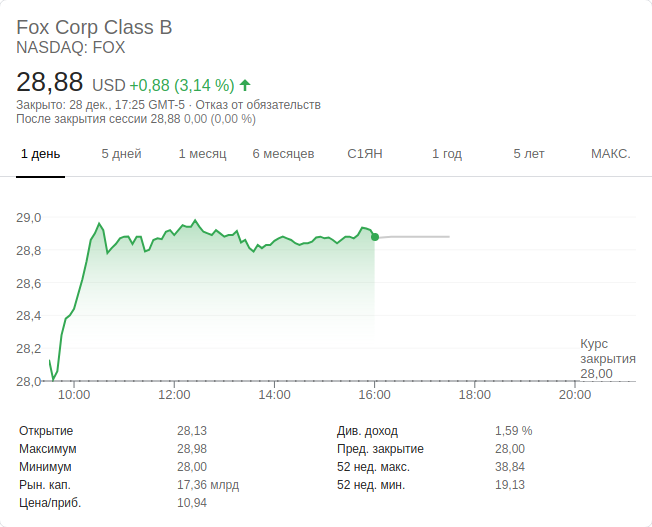 Fox Corp Class B
NASDAQ: FOX
28,88 USD +0,88 (3,14 %)
Закрыто: 28 дек., 17:25 GMT-5 · Отказ от обязательств
После закрытия сессии 28,88 0,00 (0,00 %)
1 день 5 дней 1 месяц 6 месяцев С1ЯН 1 год 5 лет МАКС.
29,0
28,8
28,6
28,4
28,2
Курс
закрытия
28,00
28,0
10:00 12:00 14:00 16:00 18:00 20:00
Открытие 28,13 Див. доход 1,59 %
Максимум 28,98 Пред. закрытие 28,00
Минимум 28,00 52 нед. макс. 38,84
Рын. кап. 17,36 млрд 52 нед. мин. 19,13
Цена/приб. 10,94